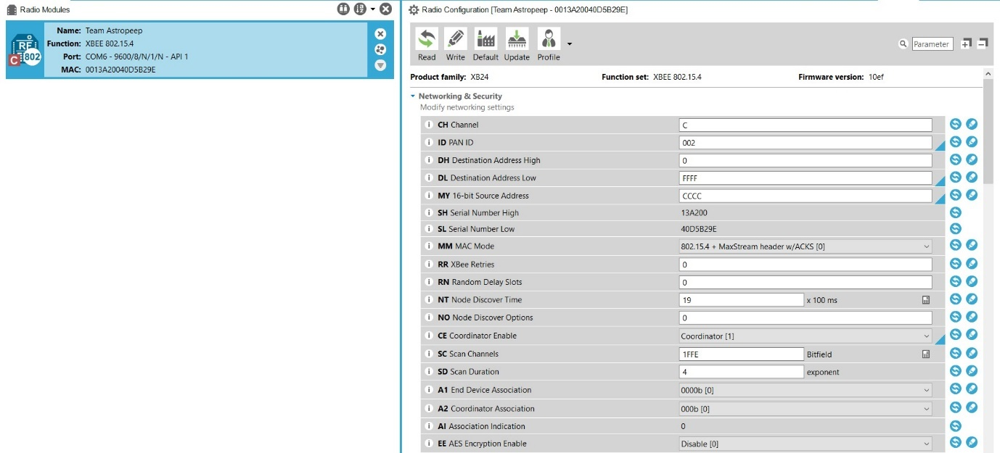 Radio Modules
Name: Team Astropeep
Function: XBEE 802.15.4
Port: COM6 - 9600/8/N/1/N - API 1
MAC: 0013A20040D5B29E
RF
C 802
Radio Configuration [Team Astropeep - 0013A20040D5B29E]
Read Write Default Update Profile
Parameter
Product family: XB24 Function set: XBEE 802.15.4 Firmware version: 10ef
Networking & Security
Modify networking settings
i CH Channel C
i ID PAN ID 002
i DH Destination Address High 0
i DL Destination Address Low FFFF
i MY 16-bit Source Address CCCC
i SH Serial Number High 13A200
i SL Serial Number Low 40D5B29E
i MM MAC Mode 802.15.4 + MaxStream header w/ACKS [0]
i RR XBee Retries 0
i RN Random Delay Slots 0
i NT Node Discover Time 19 x 100 ms
i NO Node Discover Options 0
i CE Coordinator Enable Coordinator [1]
i SC Scan Channels 1FFE Bitfield
i SD Scan Duration 4 exponent
i A1 End Device Association 0000b [0]
i A2 Coordinator Association 000b [0]
i AI Association Indication 0
i EE AES Encryption Enable Disable [0]